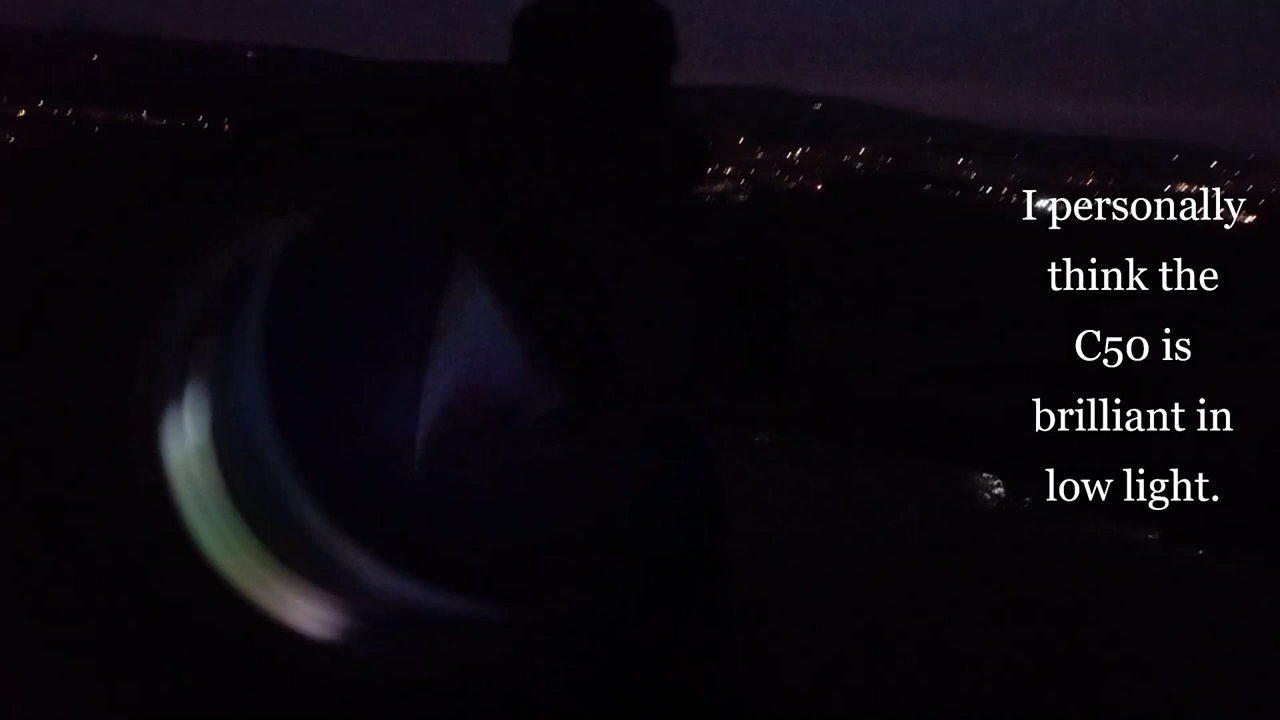 I personally
think the
C50 is
brilliant in
low light.